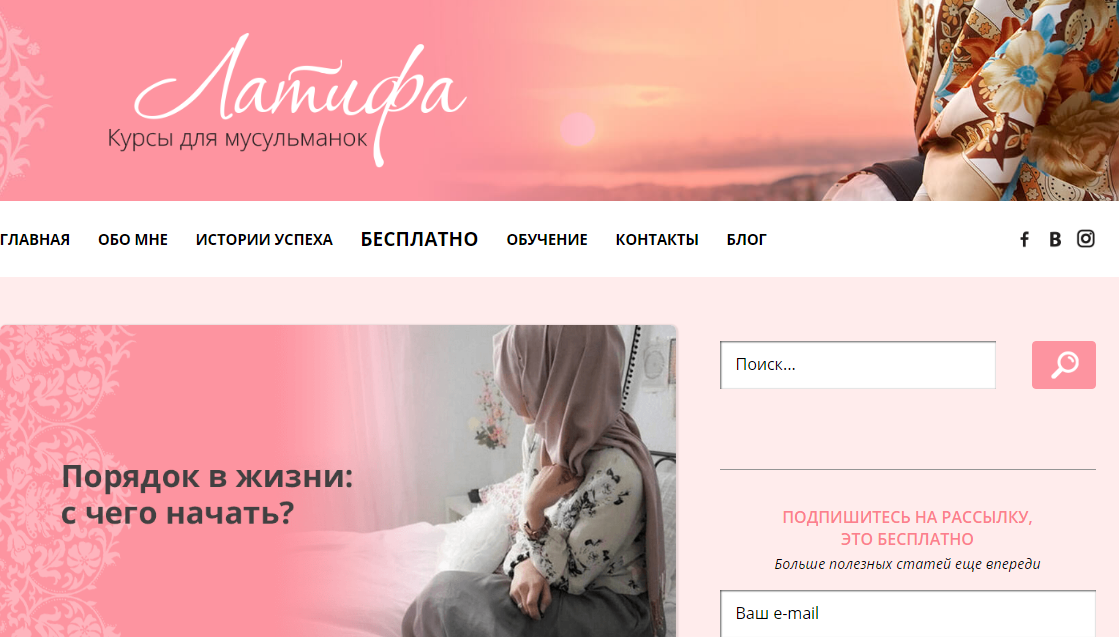 Латифа
Курсы для мусульманок
ГЛАВНАЯ ОБО МНЕ ИСТОРИИ УСПЕХА БЕСПЛАТНО ОБУЧЕНИЕ КОНТАКТЫ БЛОГ
Поиск...
Порядок в жизни:
с чего начать?
ПОДПИШИТЕСЬ НА РАССЫЛКУ,
ЭТО БЕСПЛАТНО
Больше полезных статей еще впереди
Ваш e-mail